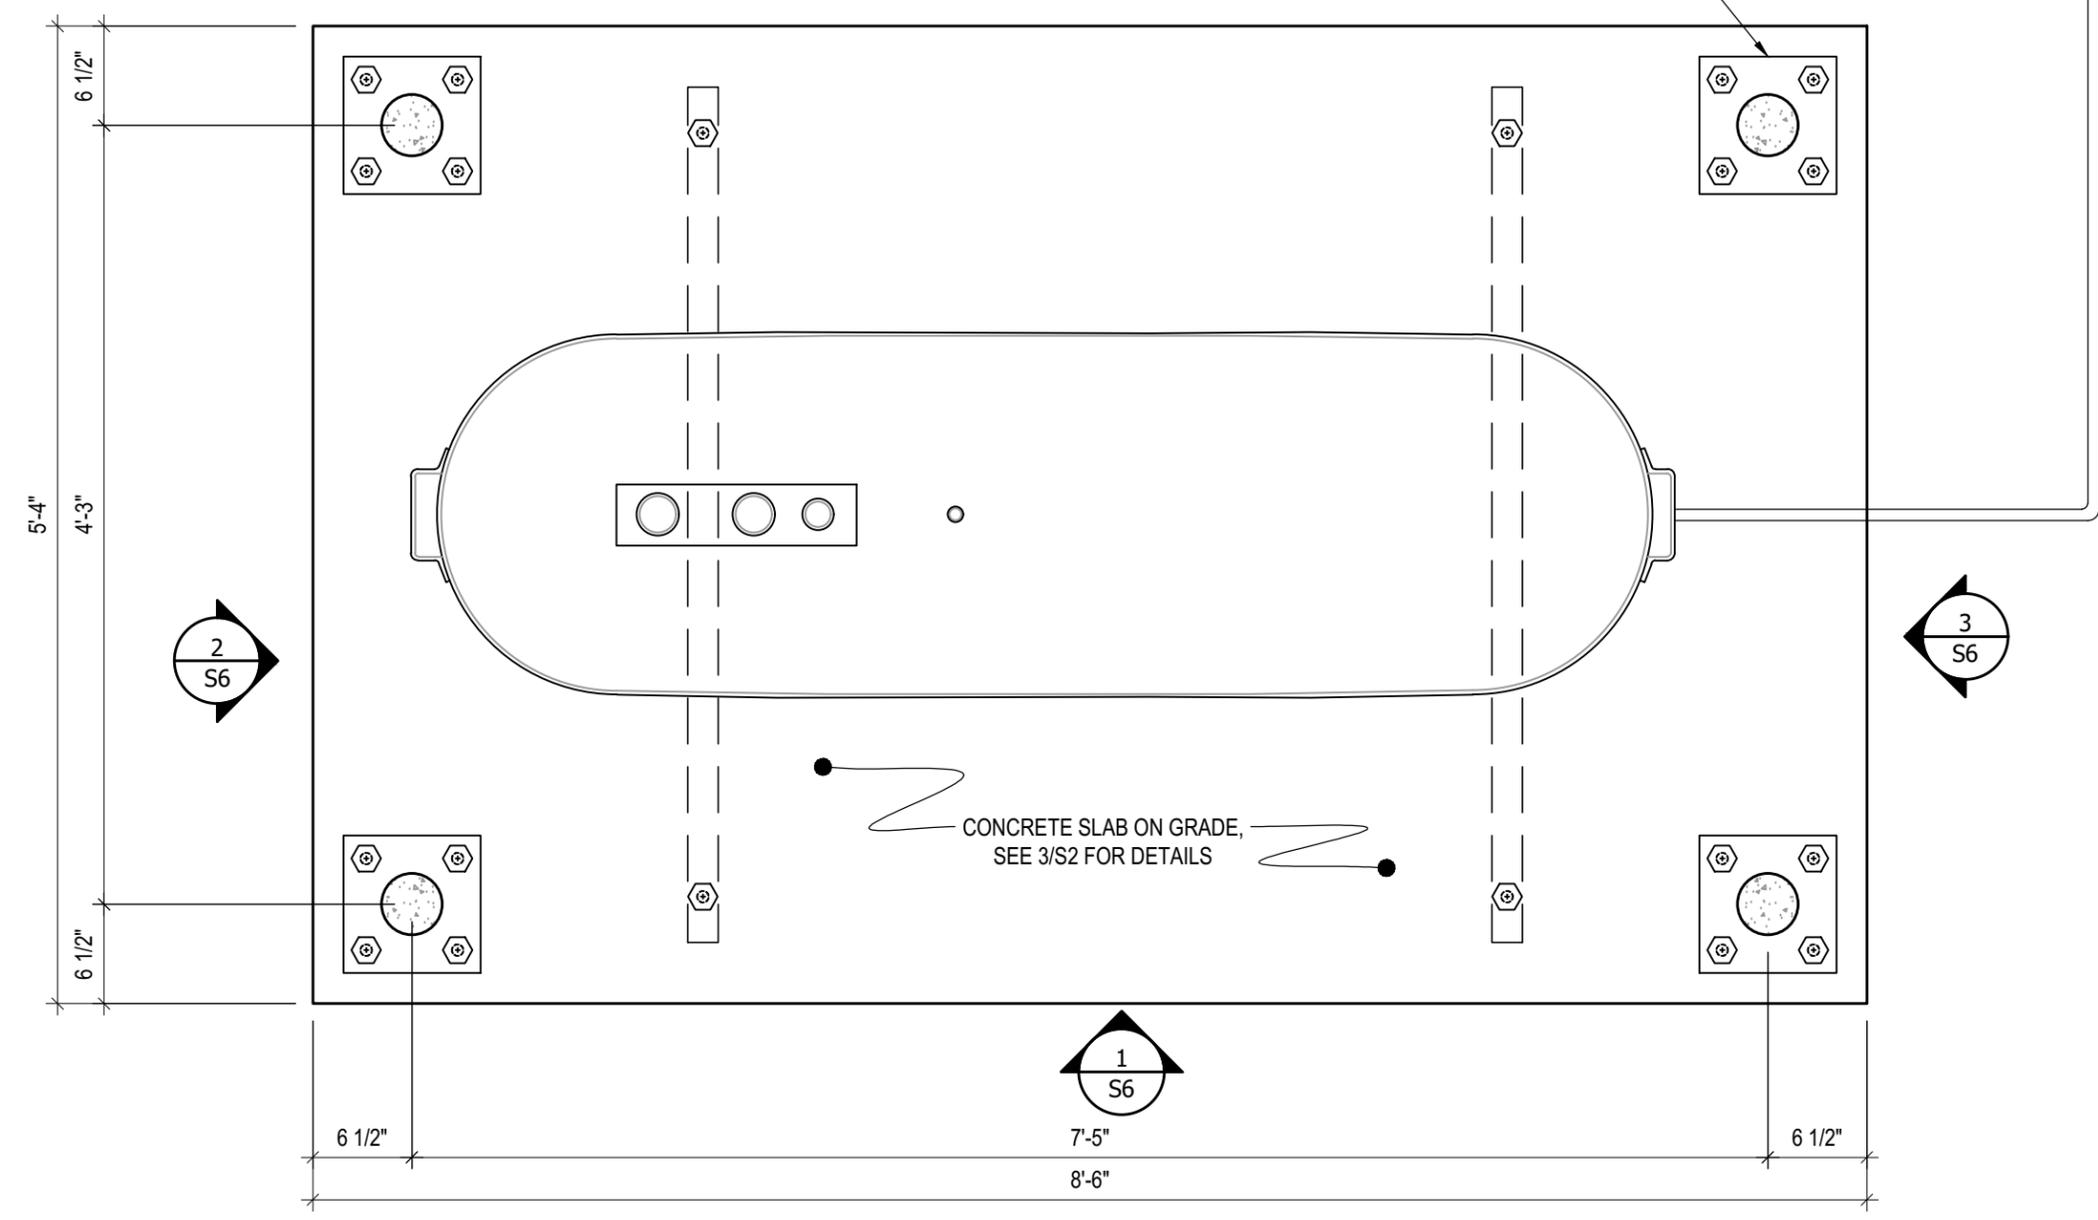 6 1/2"
5'-4"
4'-3"
2
S6
3
S6
CONCRETE SLAB ON GRADE,
SEE 3/S2 FOR DETAILS
6 1/2"
1
S6
6 1/2"
7'-5"
6 1/2"
8'-6"